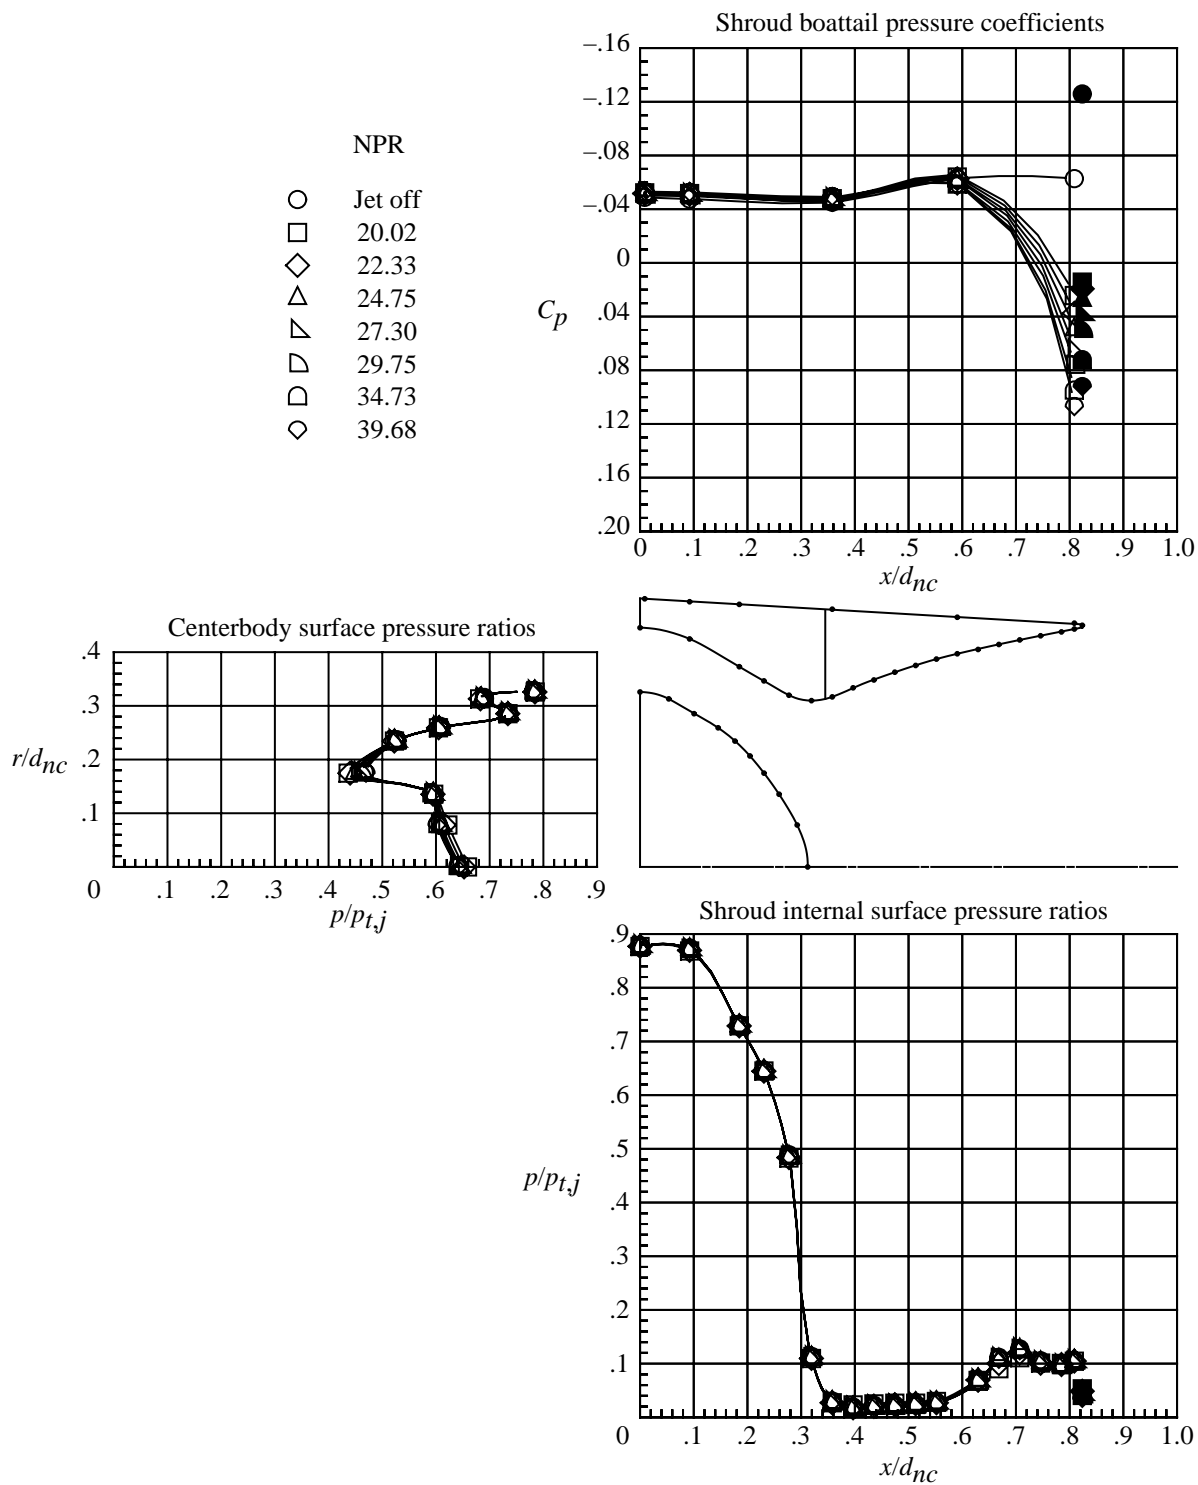 Shroud boattail pressure coefficients
–.16
–.12
–.08
–.04
0
.04
.08
.12
.16
.20
C_p
0 .1 .2 .3 .4 .5 .6 .7 .8 .9 1.0
x/d_nc
NPR
Jet off
20.02
22.33
24.75
27.30
29.75
34.73
39.68
Centerbody surface pressure ratios
.4
.3
.2
.1
0
r/d_nc
.1 .2 .3 .4 .5 .6 .7 .8 .9
p/p_t,j
Shroud internal surface pressure ratios
.9
.8
.7
.6
.5
.4
.3
.2
.1
0
p/p_t,j
.1 .2 .3 .4 .5 .6 .7 .8 .9 1.0
x/d_nc